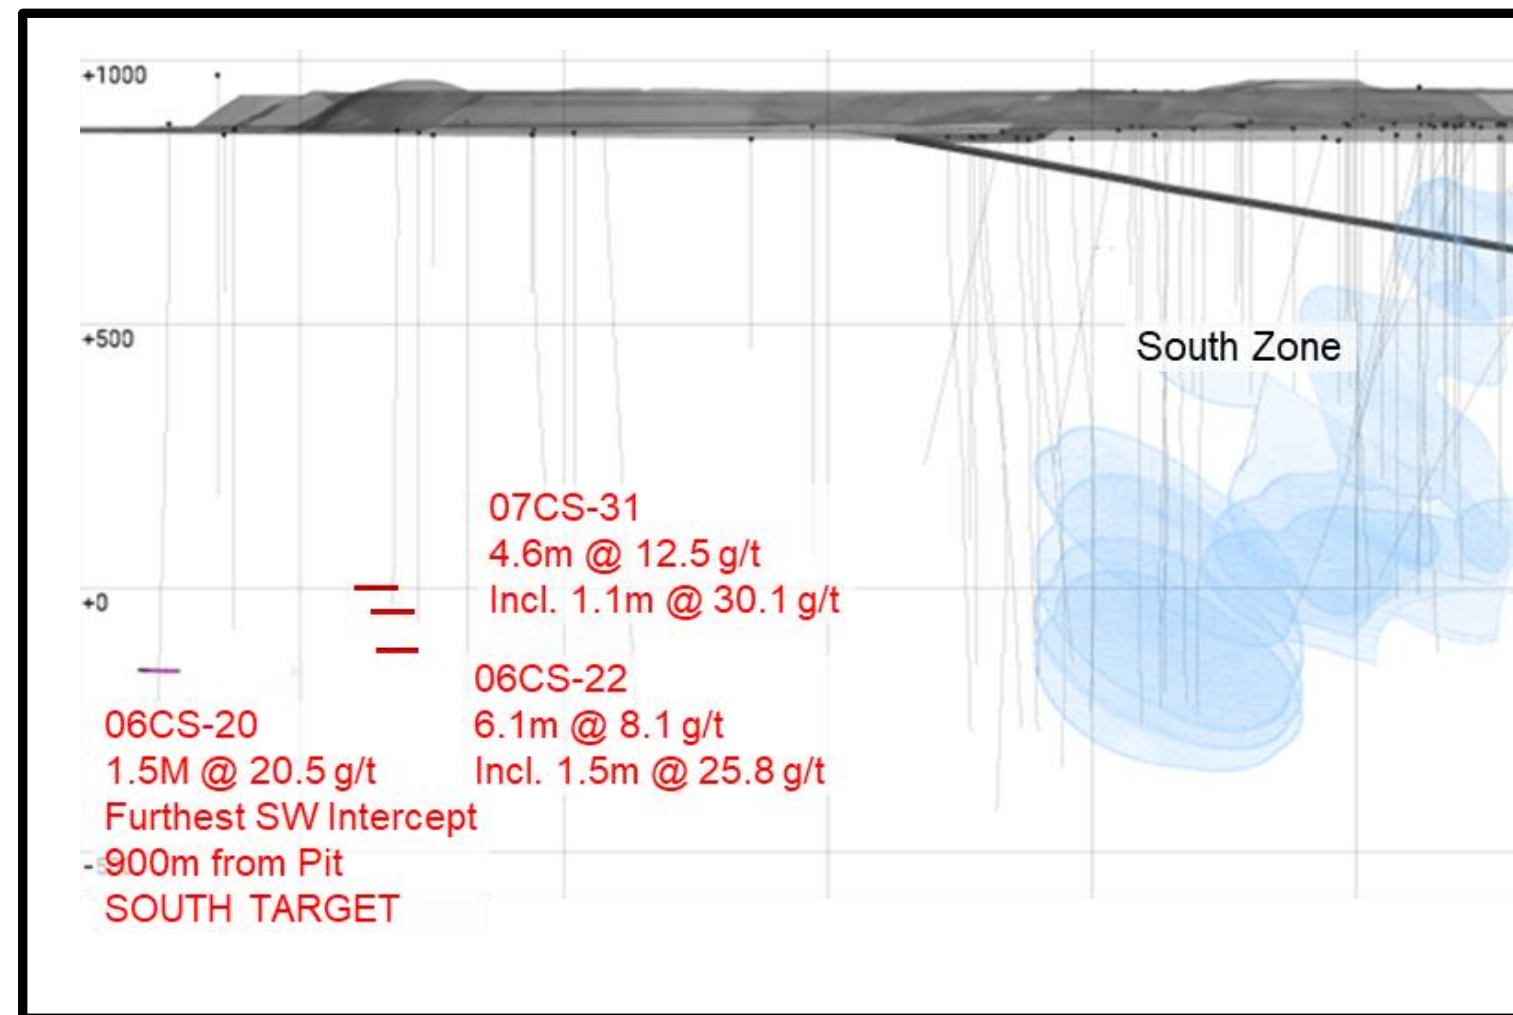 +1000
+500
South Zone
07CS-31
4.6m @ 12.5 g/t
Incl. 1.1m @ 30.1 g/t
+0
06CS-22
6.1m @ 8.1 g/t
Incl. 1.5m @ 25.8 g/t
06CS-20
1.5M @ 20.5 g/t
Furthest SW Intercept
900m from Pit
SOUTH TARGET